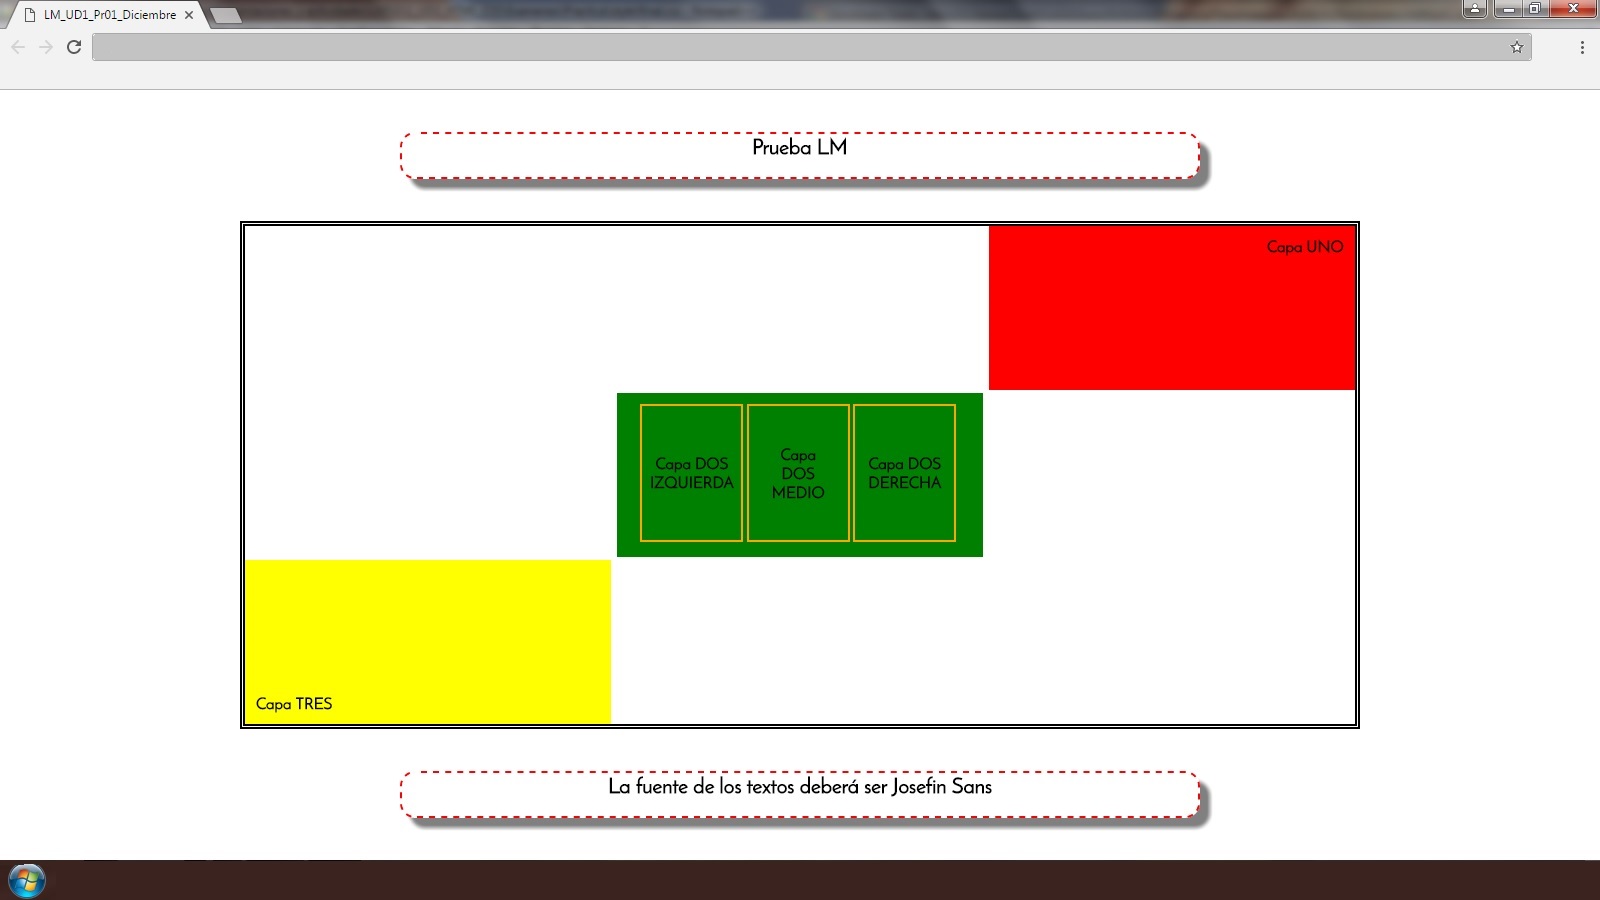 LM_UD1_Pr01_Diciembre
Prueba LM
Capa UNO
Capa DOS
IZQUIERDA
Capa
DOS
MEDIO
Capa DOS
DERECHA
Capa TRES
La fuente de los textos deberá ser Josefin Sans